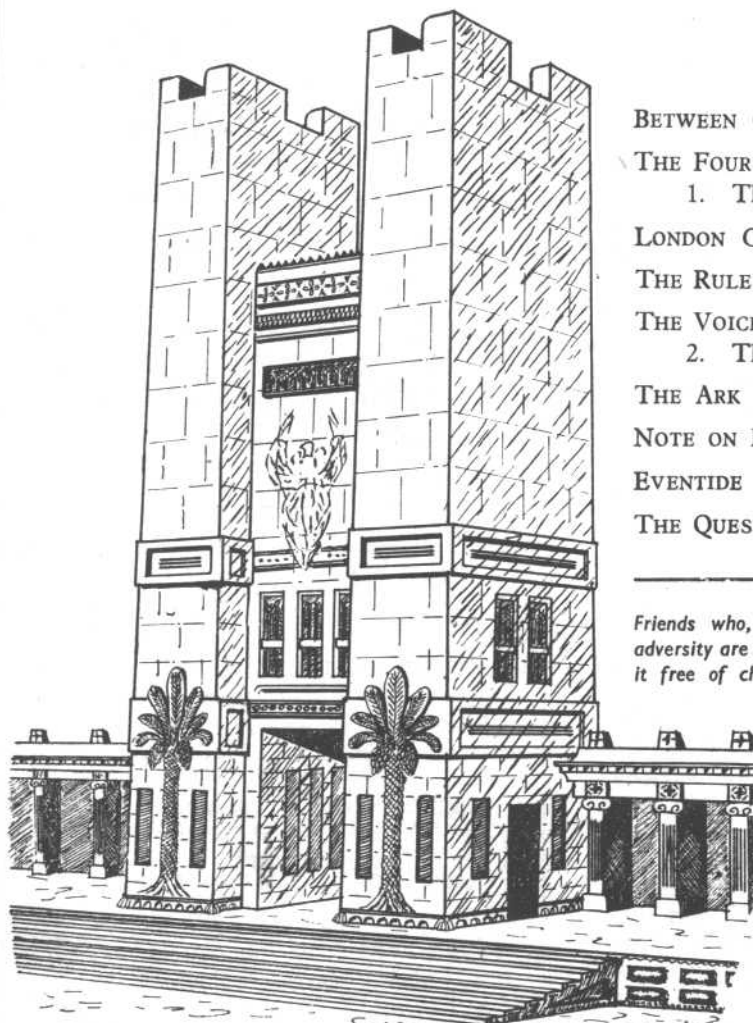 BETWEEN
THE FOUR
1.
LONDON
THE RULE
THE VOICE
2.
THE ARK
NOTE ON
EVENTIDE
THE QUES
Friends who,
adversity are
it free of